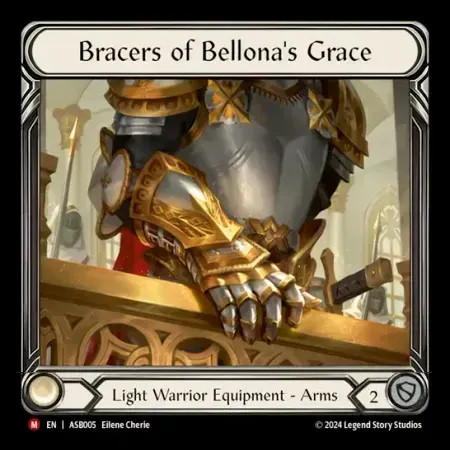 Bracers of Bellona's Grace
Light Warrior Equipment - Arms
2
M EN | ASB005 Eilene Cherie
© 2024 Legend Story Studios